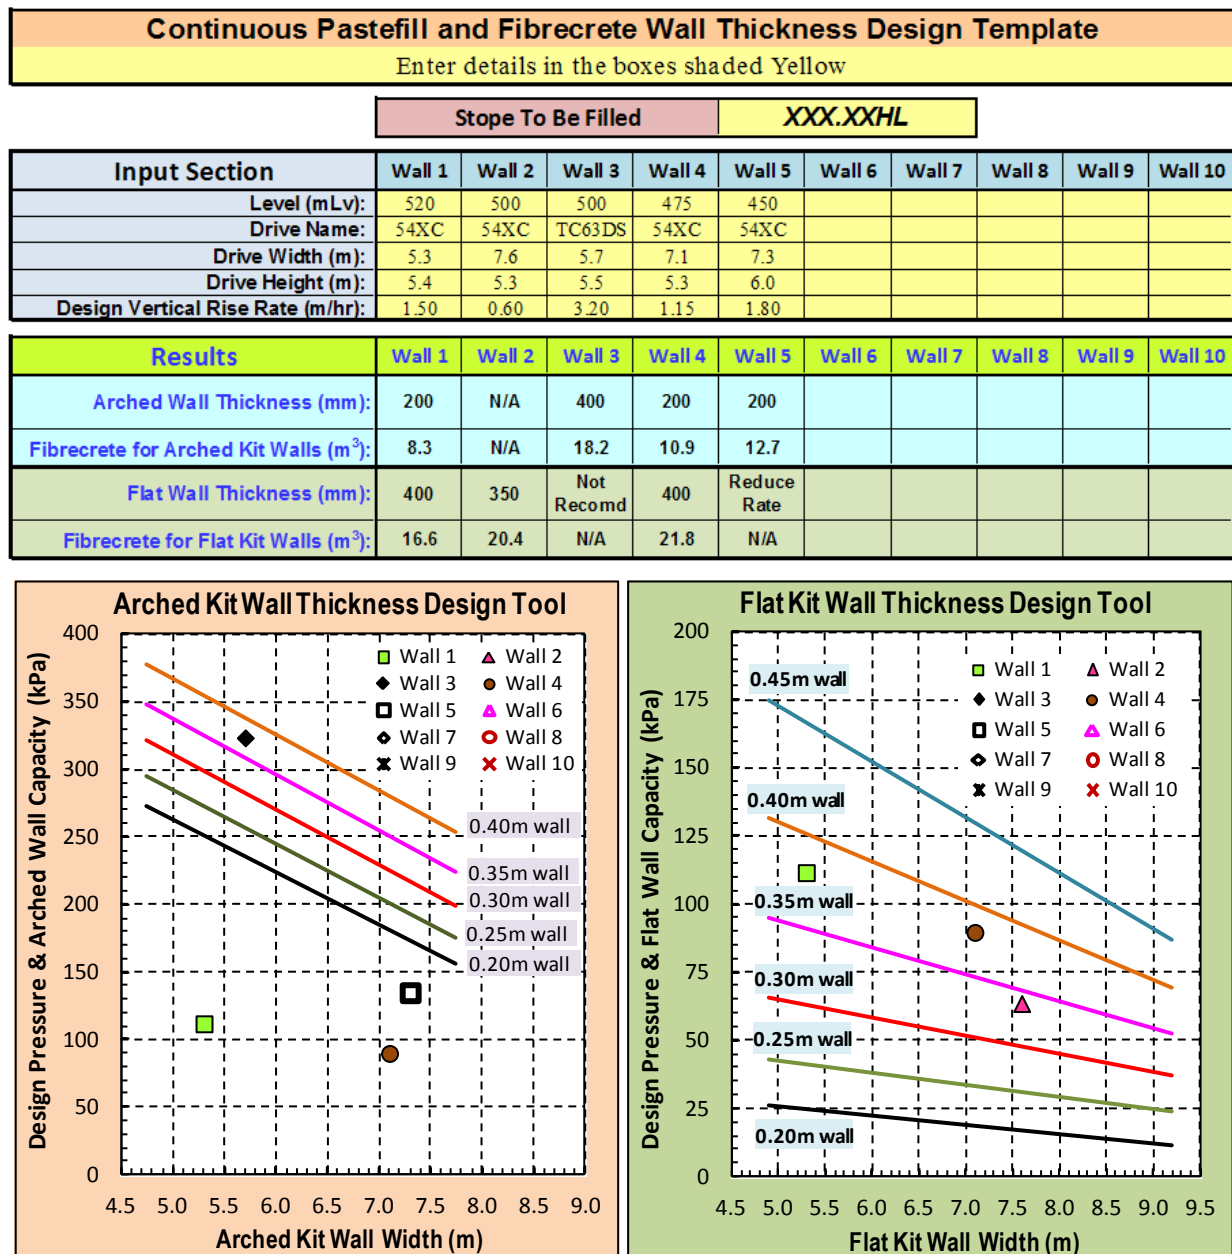 Continuous Pastefill and Fibrecrete Wall Thickness Design Template
Enter details in the boxes shaded Yellow
Stope To Be Filled XXX.XXHL
Input Section Wall 1 Wall 2 Wall 3 Wall 4 Wall 5 Wall 6 Wall 7 Wall 8 Wall 9 Wall 10
Level (mLv): 520 500 500 475 450
Drive Name: 54XC 54XC TC63DS 54XC 54XC
Drive Width (m): 5.3 7.6 5.7 7.1 7.3
Drive Height (m): 5.4 5.3 5.5 5.3 6.0
Design Vertical Rise Rate (m/hr): 1.50 0.60 3.20 1.15 1.80
Results Wall 1 Wall 2 Wall 3 Wall 4 Wall 5 Wall 6 Wall 7 Wall 8 Wall 9 Wall 10
Arched Wall Thickness (mm): 200 N/A 400 200 200
Fibrecrete for Arched Kit Walls (m³): 8.3 N/A 18.2 10.9 12.7
Flat Wall Thickness (mm): 400 350 Not Recomd 400 Reduce Rate
Fibrecrete for Flat Kit Walls (m³): 16.6 20.4 N/A 21.8 N/A
Arched Kit Wall Thickness Design Tool
Design Pressure & Arched Wall Capacity (kPa)
400
350
300
250
200
150
100
50
0
Wall 1 Wall 2
Wall 3 Wall 4
Wall 5 Wall 6
Wall 7 Wall 8
Wall 9 Wall 10
0.40m wall
0.35m wall
0.30m wall
0.25m wall
0.20m wall
4.5 5.0 5.5 6.0 6.5 7.0 7.5 8.0 8.5 9.0
Arched Kit Wall Width (m)
Flat Kit Wall Thickness Design Tool
Design Pressure & Flat Wall Capacity (kPa)
200
175
150
125
100
75
50
25
0
Wall 1 Wall 2
Wall 3 Wall 4
Wall 5 Wall 6
Wall 7 Wall 8
Wall 9 Wall 10
0.45m wall
0.40m wall
0.35m wall
0.30m wall
0.25m wall
0.20m wall
4.5 5.0 5.5 6.0 6.5 7.0 7.5 8.0 8.5 9.0 9.5
Flat Kit Wall Width (m)